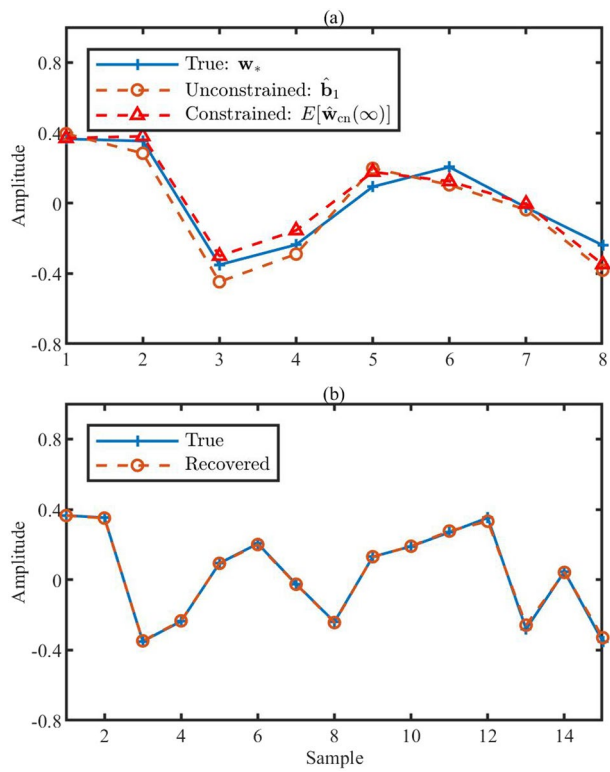 (a)
0.8
0.4
0
-0.4
-0.8
Amplitude
True: w*
Unconstrained: b̂₁
Constrained: E[ŵcn(∞)]
1 2 3 4 5 6 7 8
(b)
0.8
0.4
0
-0.4
-0.8
Amplitude
True
Recovered
2 4 6 8 10 12 14
Sample